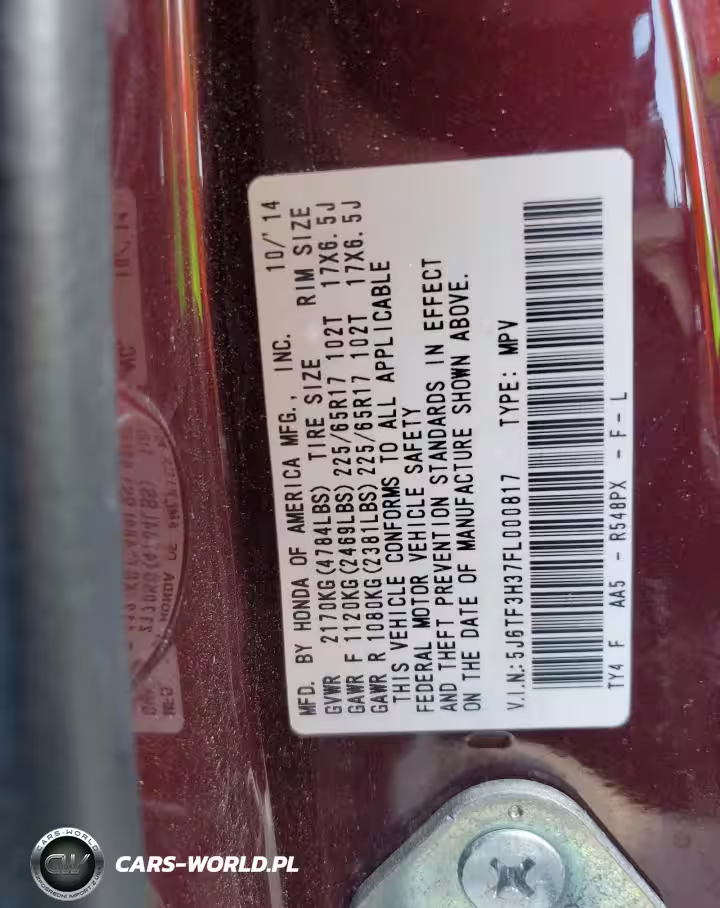 MFD. BY HONDA OF AMERICA MFG., INC. 10/'14
GVWR 2170KG(4784LBS) TIRE SIZE RIM SIZE
GAWR F 1120KG(2469LBS) 225/65R17 102T 17X6.5J
GAWR R 1080KG(2381LBS) 225/65R17 102T 17X6.5J
THIS VEHICLE CONFORMS TO ALL APPLICABLE
FEDERAL MOTOR VEHICLE SAFETY
AND THEFT PREVENTION STANDARDS IN EFFECT
ON THE DATE OF MANUFACTURE SHOWN ABOVE.
V.I.N.: 5J6TF3H37FL000817 TYPE: MPV
TY4 F AA5 - R548PX - F - L
CARS-WORLD
CW
CARS-WORLD.PL